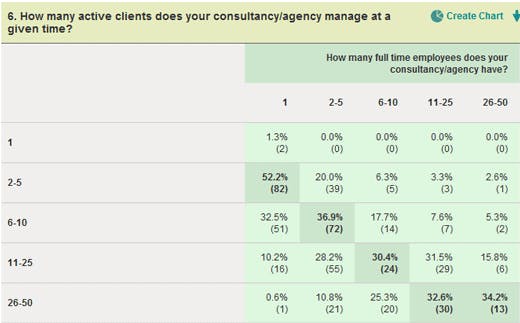 6. How many active clients does your consultancy/agency manage at a
given time?
Create Chart
How many full time employees does your
consultancy/agency have?
1 2-5 6-10 11-25 26-50
1 1.3% 0.0% 0.0% 0.0% 0.0%
(2) (0) (0) (0) (0)
2-5 52.2% 20.0% 6.3% 3.3% 2.6%
(82) (39) (5) (3) (1)
6-10 32.5% 36.9% 17.7% 7.6% 5.3%
(51) (72) (14) (7) (2)
11-25 10.2% 28.2% 30.4% 31.5% 15.8%
(16) (55) (24) (29) (6)
26-50 0.6% 10.8% 25.3% 32.6% 34.2%
(1) (21) (20) (30) (13)